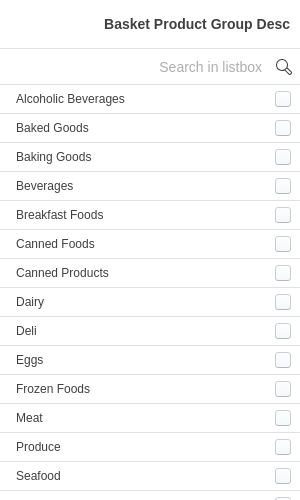 Basket Product Group Desc
Search in listbox
Alcoholic Beverages
Baked Goods
Baking Goods
Beverages
Breakfast Foods
Canned Foods
Canned Products
Dairy
Deli
Eggs
Frozen Foods
Meat
Produce
Seafood